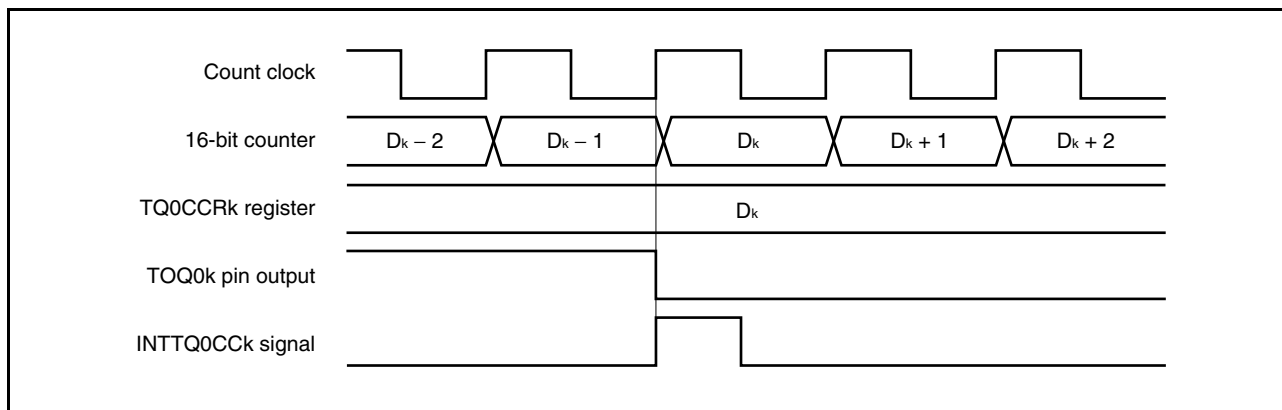 Count clock
16-bit counter
Dk – 2 Dk – 1 Dk Dk + 1 Dk + 2
TQ0CCRk register
Dk
TOQ0k pin output
INTTQ0CCk signal